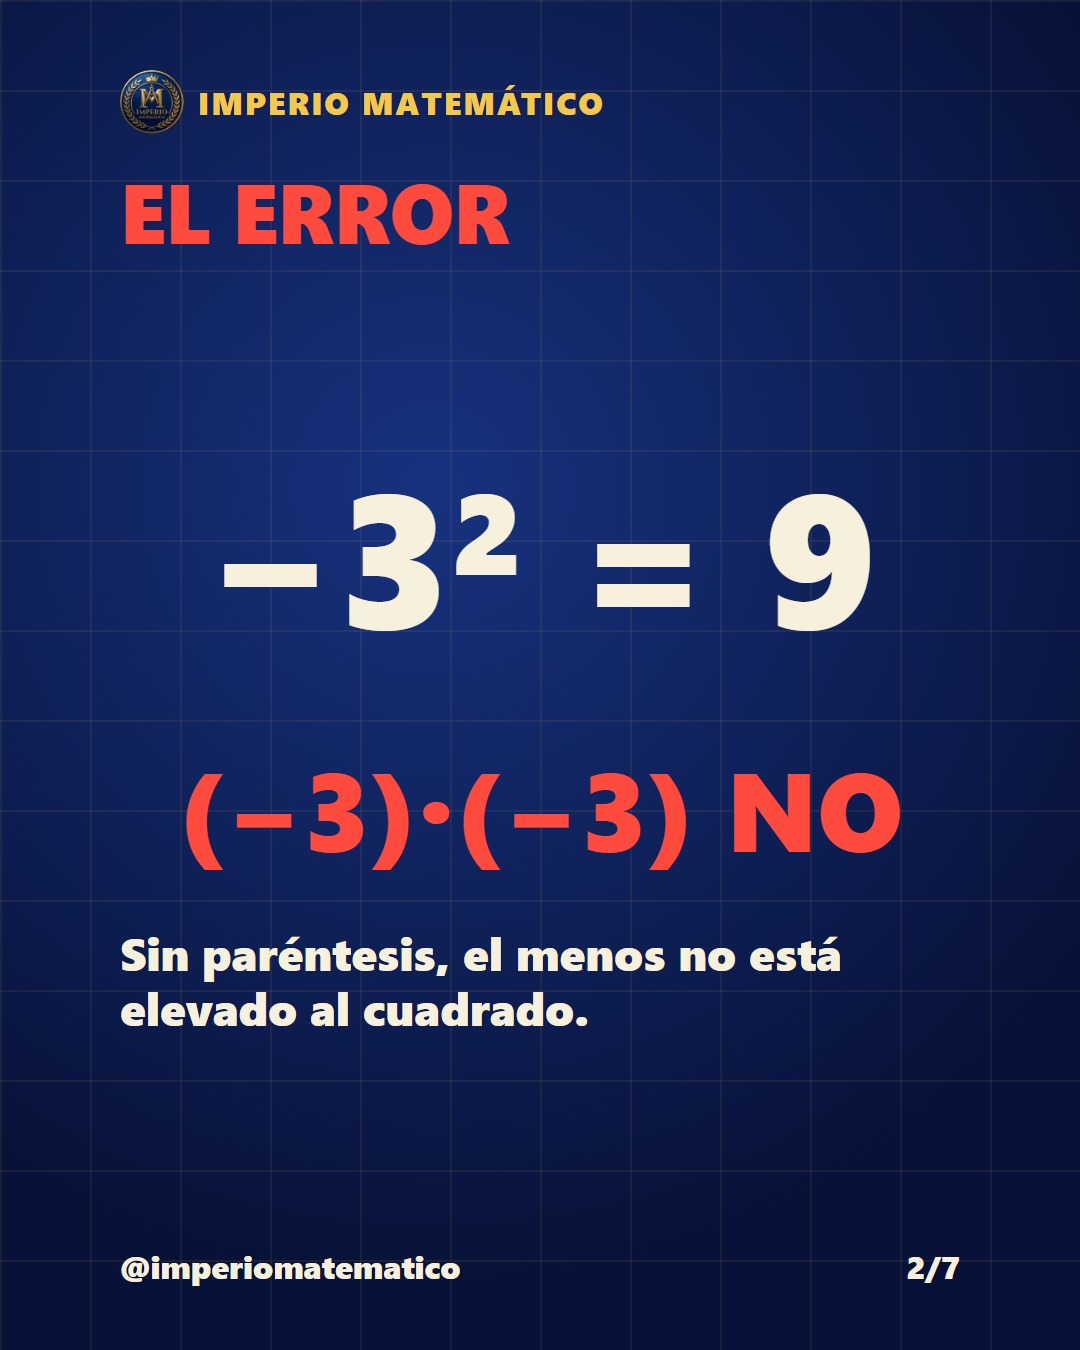 IMPERIO MATEMÁTICO
EL ERROR
−3² = 9
(−3)·(−3) NO
Sin paréntesis, el menos no está
elevado al cuadrado.
@imperiomatematico
2/7